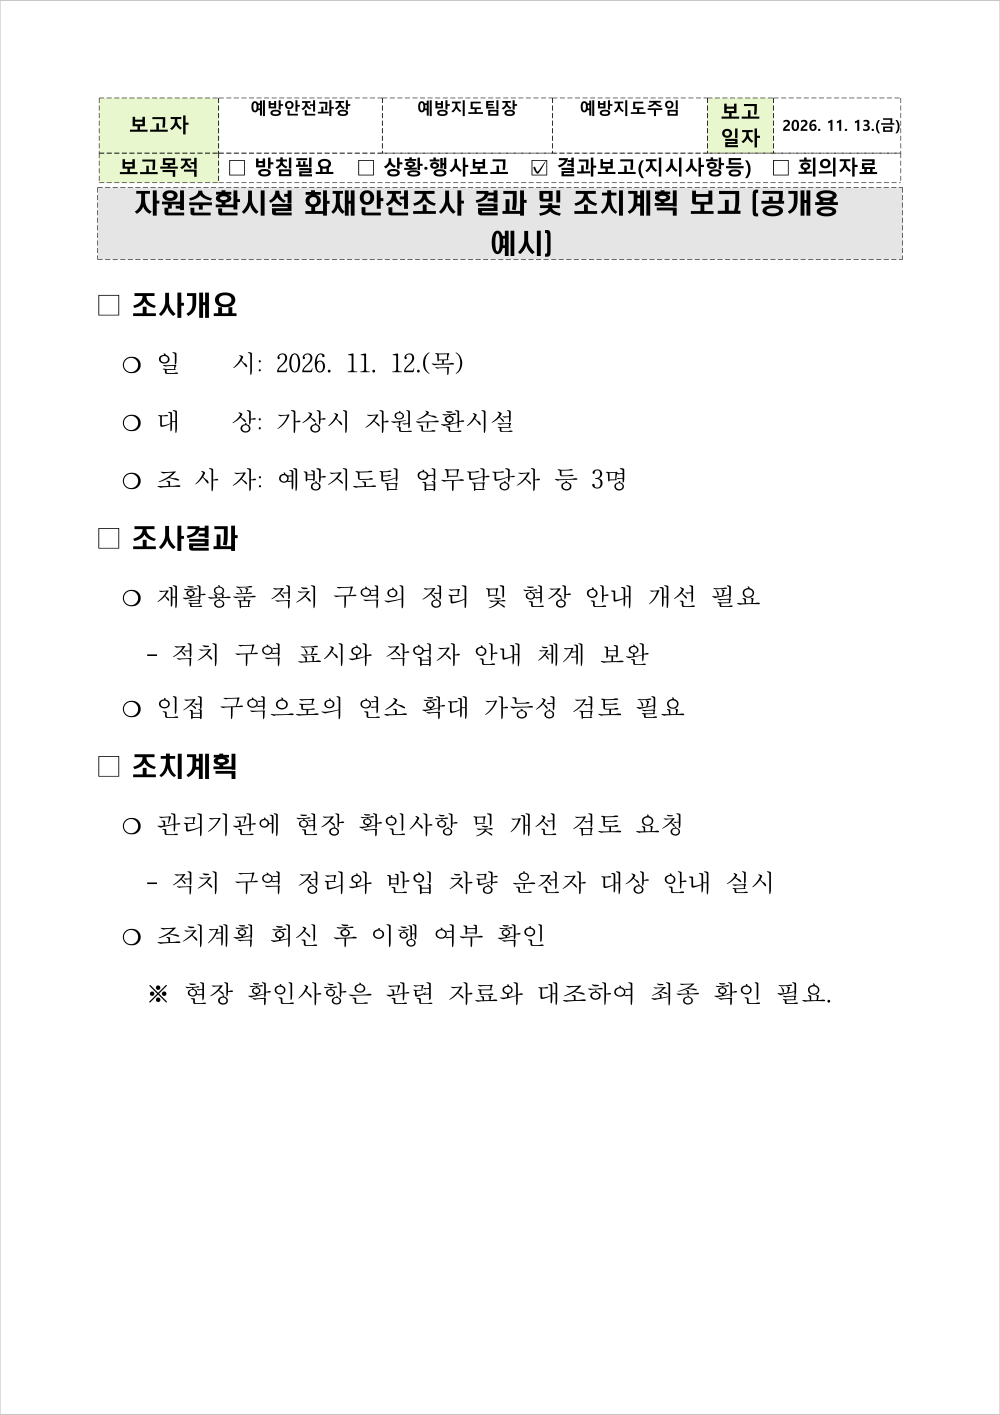 보고자 예방안전과장 예방지도팀장 예방지도주임 보고 일자 2026. 11. 13.(금)
보고목적 □ 방침필요 □ 상황·행사보고 ☑ 결과보고(지시사항등) □ 회의자료
자원순환시설 화재안전조사 결과 및 조치계획 보고 (공개용
예시)
□ 조사개요
❍ 일 시: 2026. 11. 12.(목)
❍ 대 상: 가상시 자원순환시설
❍ 조 사 자: 예방지도팀 업무담당자 등 3명
□ 조사결과
❍ 재활용품 적치 구역의 정리 및 현장 안내 개선 필요
- 적치 구역 표시와 작업자 안내 체계 보완
❍ 인접 구역으로의 연소 확대 가능성 검토 필요
□ 조치계획
❍ 관리기관에 현장 확인사항 및 개선 검토 요청
- 적치 구역 정리와 반입 차량 운전자 대상 안내 실시
❍ 조치계획 회신 후 이행 여부 확인
※ 현장 확인사항은 관련 자료와 대조하여 최종 확인 필요.